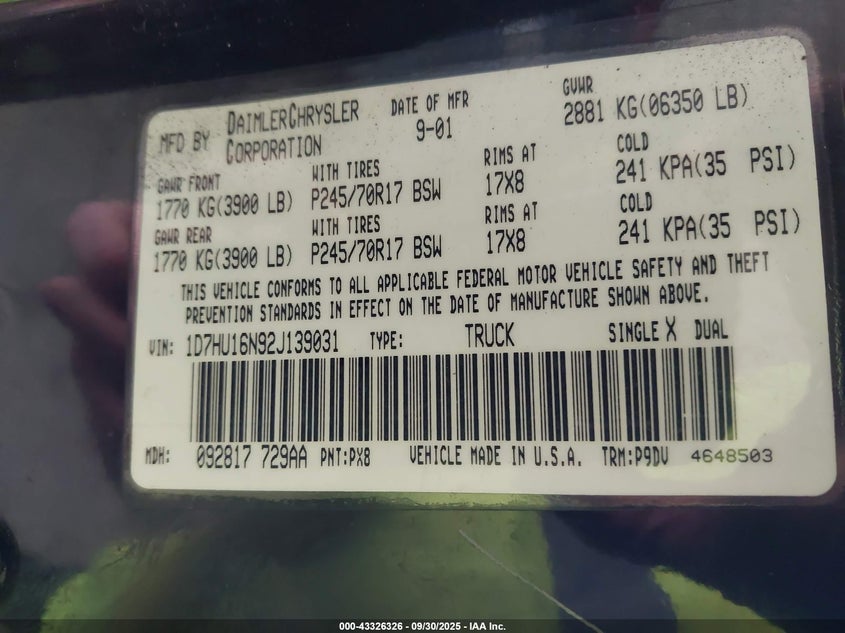 MFD BY DAIMLERCHRYSLER CORPORATION DATE OF MFR 9-01 GVWR 2881 KG(06350 LB)
GAWR FRONT WITH TIRES RIMS AT COLD
1770 KG(3900 LB) P245/70R17 BSW 17X8 241 KPA(35 PSI)
GAWR REAR WITH TIRES RIMS AT COLD
1770 KG(3900 LB) P245/70R17 BSW 17X8 241 KPA(35 PSI)
THIS VEHICLE CONFORMS TO ALL APPLICABLE FEDERAL MOTOR VEHICLE SAFETY AND THEFT
PREVENTION STANDARDS IN EFFECT ON THE DATE OF MANUFACTURE SHOWN ABOVE.
VIN: 1D7HU16N92J139031 TYPE: TRUCK SINGLE X DUAL
MDH: 092817 729AA PNT:PX8 VEHICLE MADE IN U.S.A. TRM:P9DV 4648503
000-43326326 - 09/30/2025 - IAA Inc.